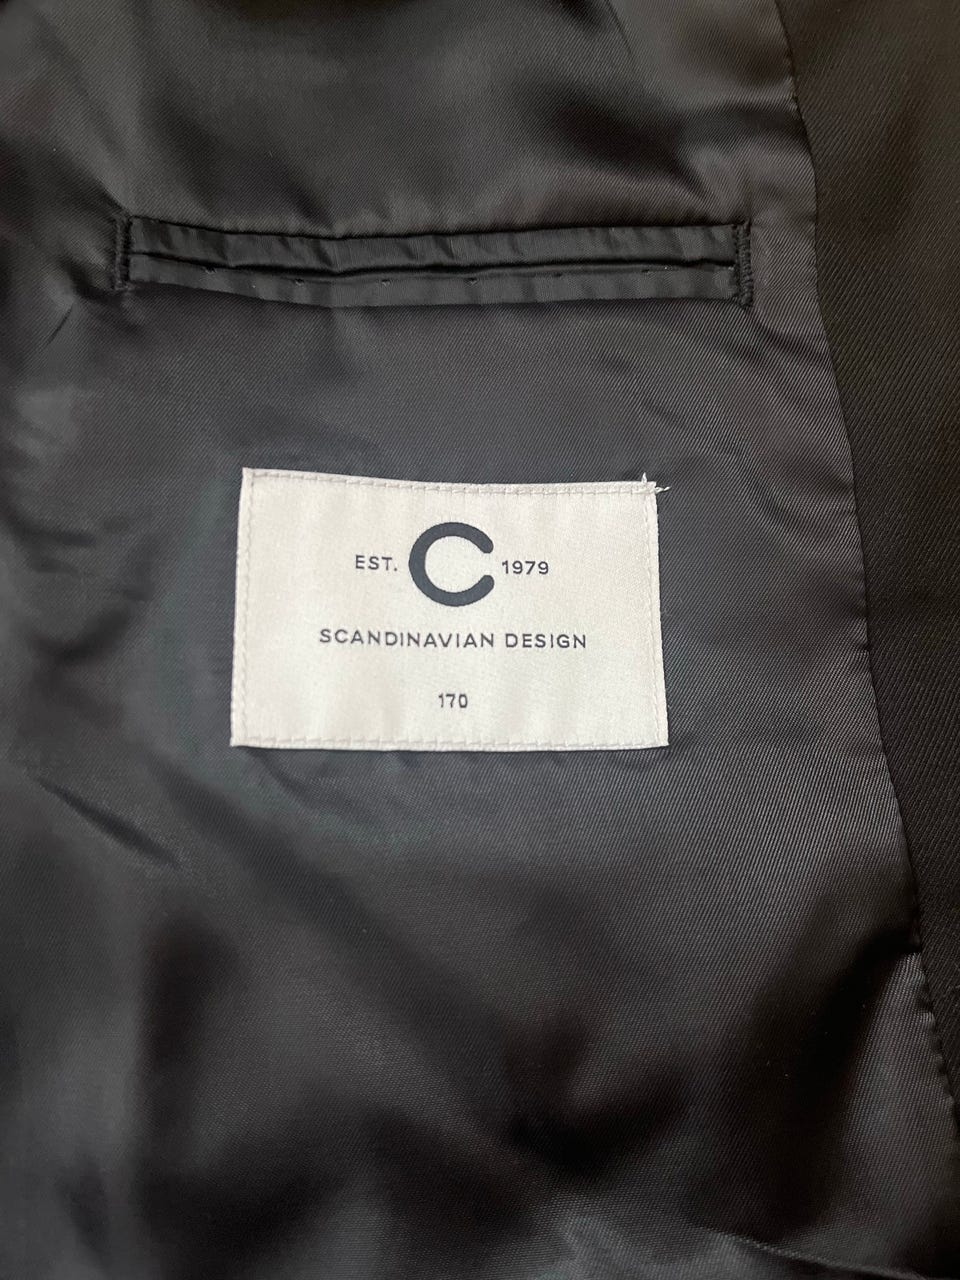 EST. C 1979
SCANDINAVIAN DESIGN
170